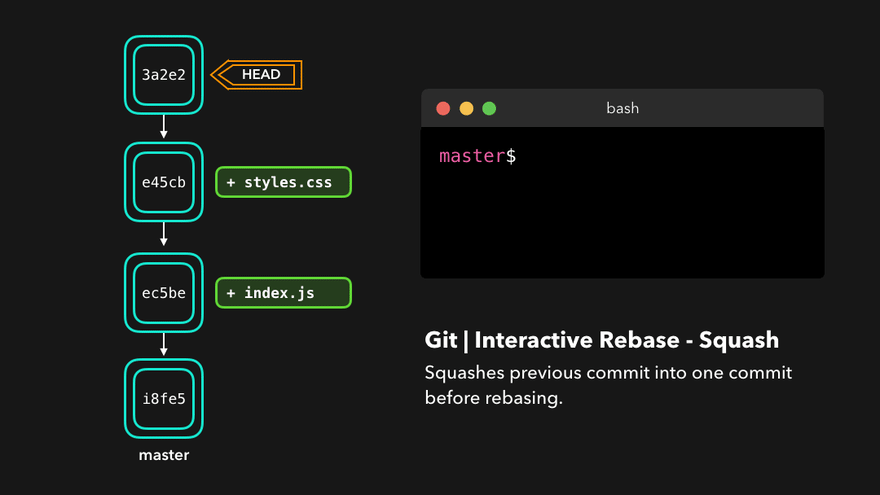 3a2e2
HEAD
e45cb
+ styles.css
ec5be
+ index.js
i8fe5
master
bash
master$
Git | Interactive Rebase - Squash
Squashes previous commit into one commit
before rebasing.